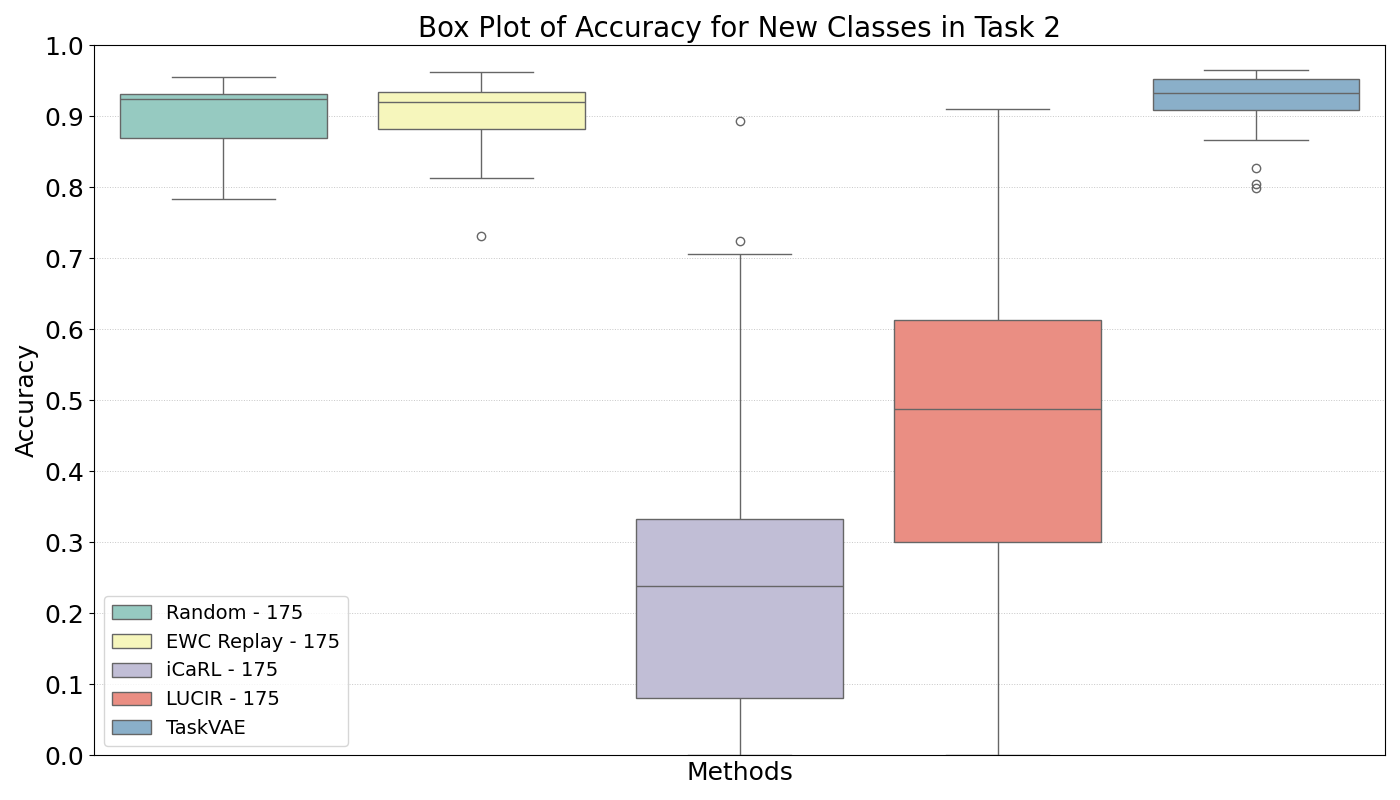 Box Plot of Accuracy for New Classes in Task 2
1.0
0.9
0.8
0.7
0.6
0.5
0.4
0.3
0.2
0.1
0.0
Accuracy
Random - 175
EWC Replay - 175
iCaRL - 175
LUCIR - 175
TaskVAE
Methods